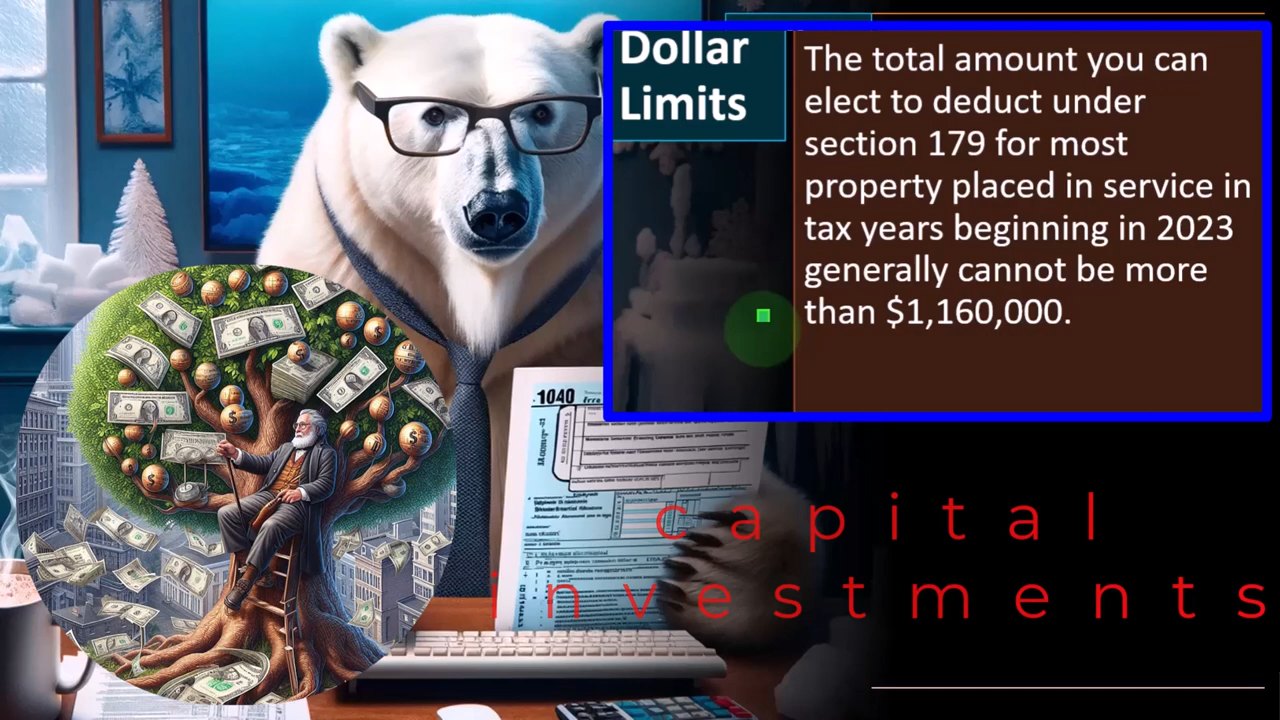 Dollar
Limits
The total amount you can
elect to deduct under
section 179 for most
property placed in service in
tax years beginning in 2023
generally cannot be more
than $1,160,000.
1040
capital
investments